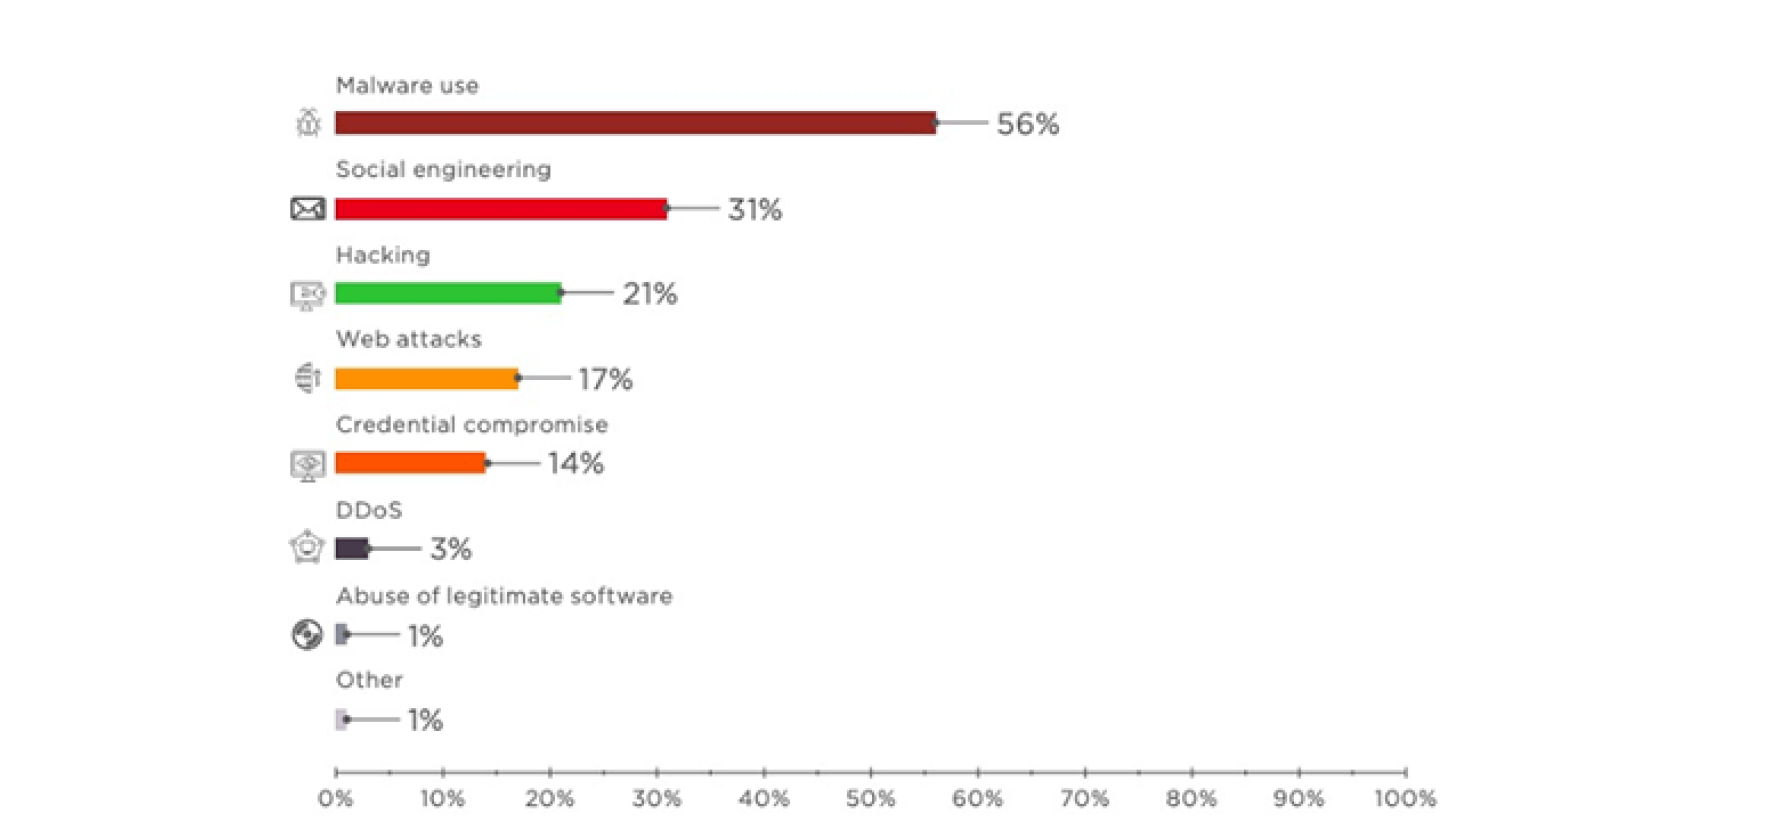 Malware use
56%
Social engineering
31%
Hacking
21%
Web attacks
17%
Credential compromise
14%
DDoS
3%
Abuse of legitimate software
1%
Other
1%
0% 10% 20% 30% 40% 50% 60% 70% 80% 90% 100%